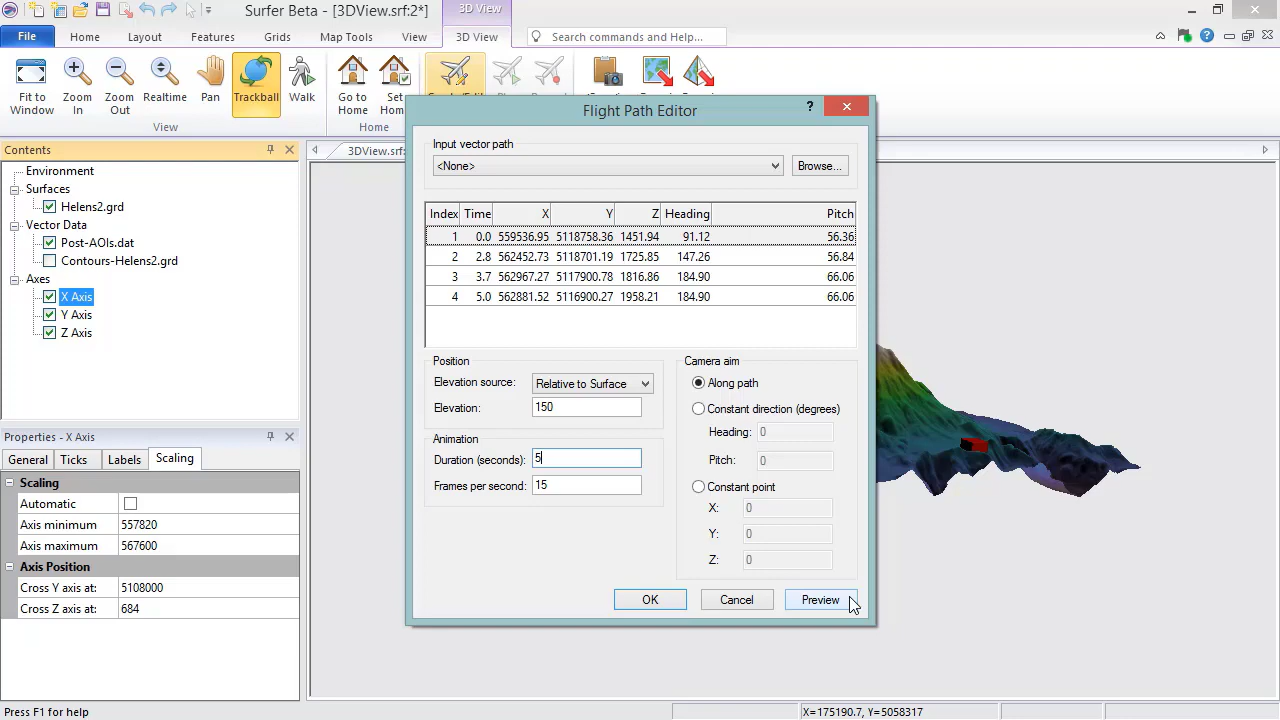 Surfer Beta - [3DView.srf:2*]
3D View
File
Home
Layout
Features
Grids
Map Tools
View
3D View
Search commands and Help...
Fit to Window
Zoom In
Zoom Out
Realtime
Pan
Trackball
Walk
Go to Home
Set
View
Home
Contents
Environment
Surfaces
Helens2.grd
Vector Data
Post-AOIs.dat
Contours-Helens2.grd
Axes
X Axis
Y Axis
Z Axis
Properties - X Axis
General
Ticks
Labels
Scaling
Scaling
Automatic
Axis minimum 557820
Axis maximum 567600
Axis Position
Cross Y axis at: 5108000
Cross Z axis at: 684
3DView.srf:
Flight Path Editor
?
Input vector path
<None>
Browse...
Index Time X Y Z Heading Pitch
1 0.0 559536.95 5118758.36 1451.94 91.12 56.36
2 2.8 562452.73 5118701.19 1725.85 147.26 56.84
3 3.7 562967.27 5117900.78 1816.86 184.90 66.06
4 5.0 562881.52 5116900.27 1958.21 184.90 66.06
Position
Elevation source: Relative to Surface
Elevation: 150
Animation
Duration (seconds): 5
Frames per second: 15
Camera aim
Along path
Constant direction (degrees)
Heading: 0
Pitch: 0
Constant point
X: 0
Y: 0
Z: 0
OK
Cancel
Preview
Press F1 for help
X=175190.7, Y=5058317